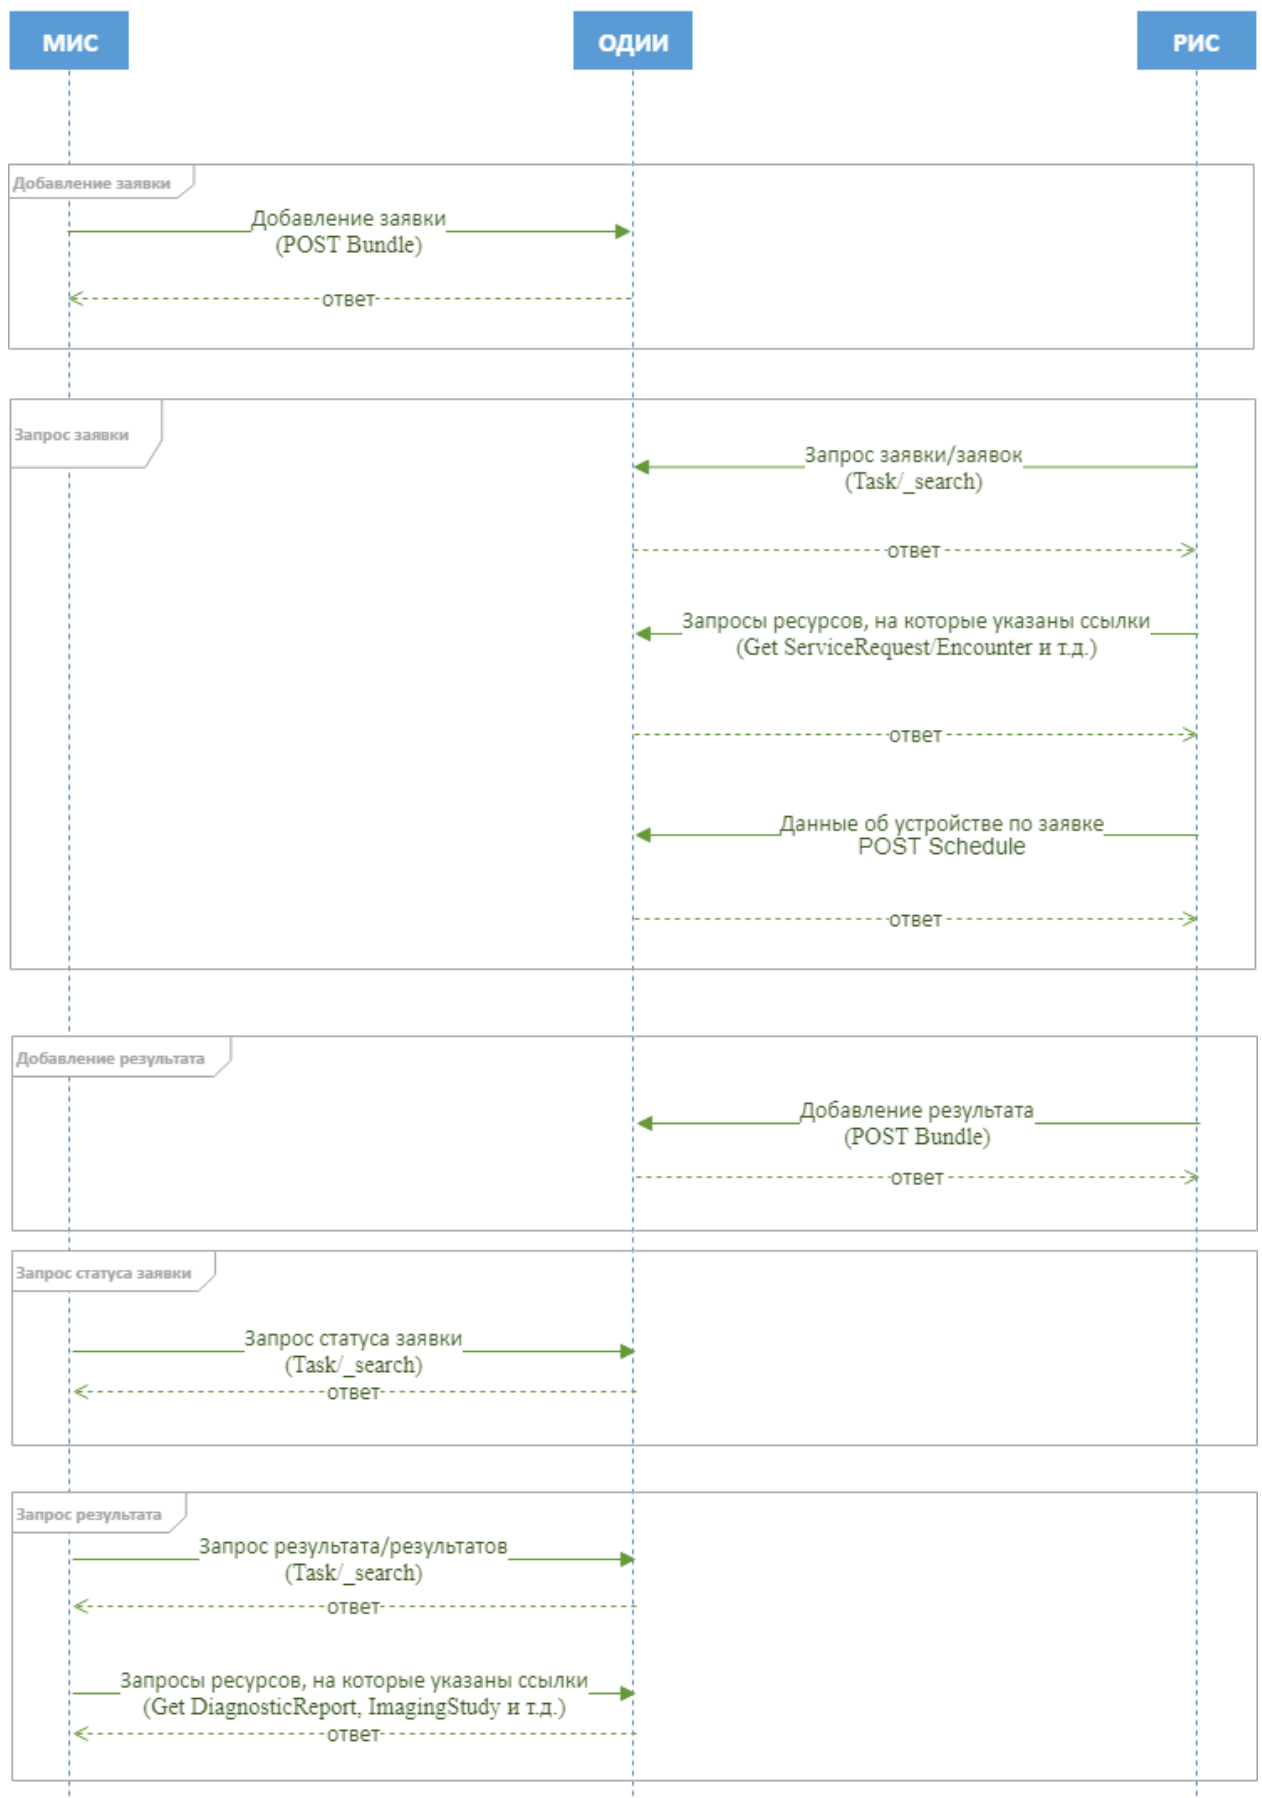 МИС
ОДИИ
РИС
Добавление заявки
Добавление заявки
(POST Bundle)
ответ
Запрос заявки
Запрос заявки/заявок
(Task/_search)
ответ
Запросы ресурсов, на которые указаны ссылки
(Get ServiceRequest/Encounter и т.д.)
ответ
Данные об устройстве по заявке
POST Schedule
ответ
Добавление результата
Добавление результата
(POST Bundle)
ответ
Запрос статуса заявки
Запрос статуса заявки
(Task/_search)
ответ
Запрос результата
Запрос результата/результатов
(Task/_search)
ответ
Запросы ресурсов, на которые указаны ссылки
(Get DiagnosticReport, ImagingStudy и т.д.)
ответ